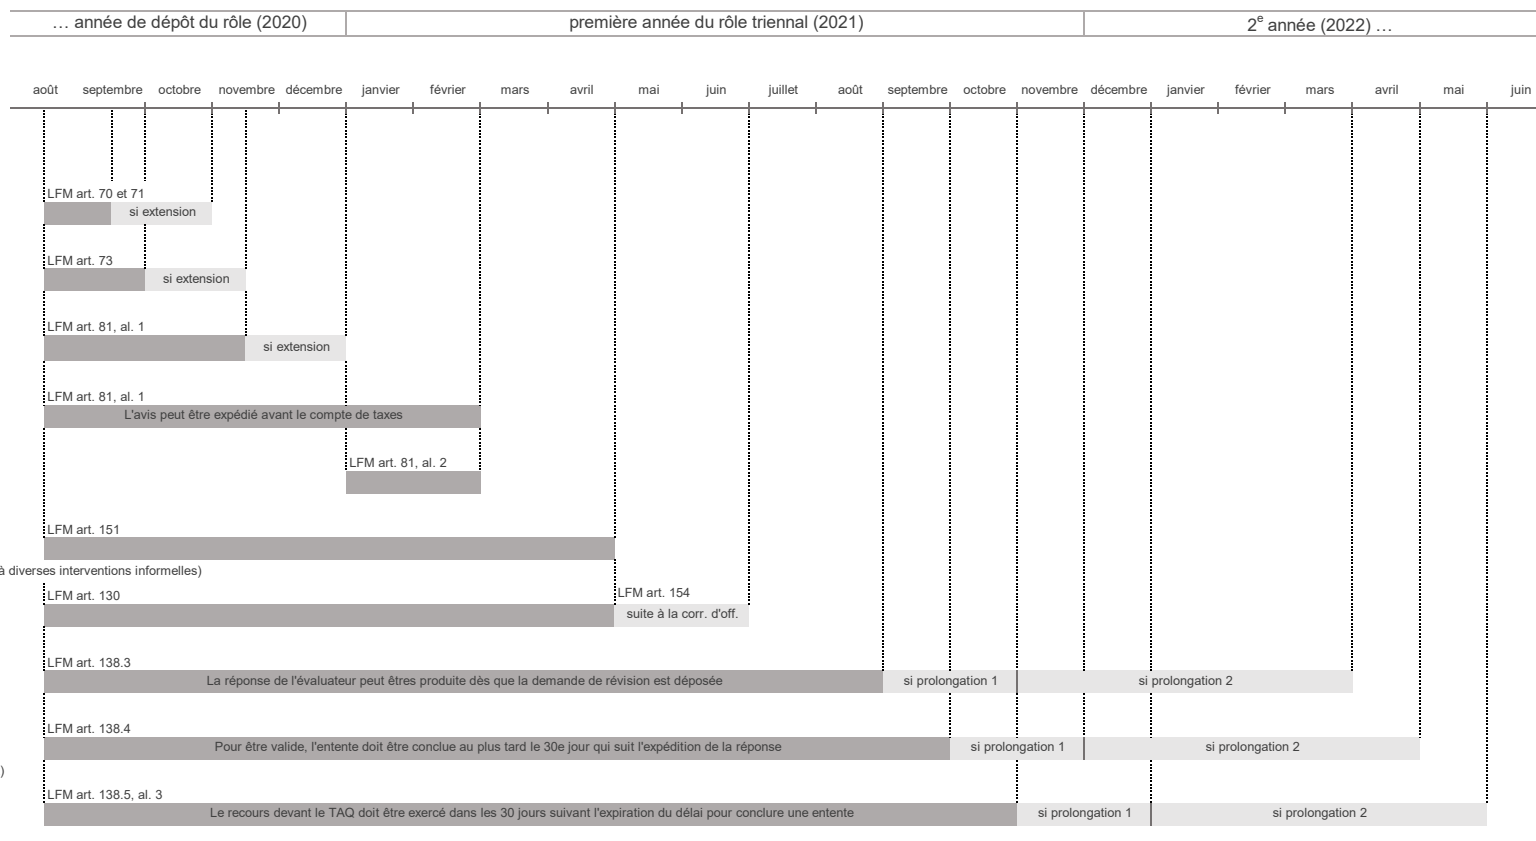 … année de dépôt du rôle (2020) première année du rôle triennal (2021) 2e année (2022) …
août septembre octobre novembre décembre janvier février mars avril mai juin juillet août septembre octobre novembre décembre janvier février mars avril mai juin
LFM art. 70 et 71
si extension
LFM art. 73
si extension
LFM art. 81, al. 1
si extension
LFM art. 81, al. 1
L'avis peut être expédié avant le compte de taxes
LFM art. 81, al. 2
LFM art. 151
à diverses interventions informelles)
LFM art. 130 LFM art. 154
suite à la corr. d'off.
LFM art. 138.3
La réponse de l'évaluateur peut êtres produite dès que la demande de révision est déposée si prolongation 1 si prolongation 2
LFM art. 138.4
Pour être valide, l'entente doit être conclue au plus tard le 30e jour qui suit l'expédition de la réponse si prolongation 1 si prolongation 2
)
LFM art. 138.5, al. 3
Le recours devant le TAQ doit être exercé dans les 30 jours suivant l'expiration du délai pour conclure une entente si prolongation 1 si prolongation 2